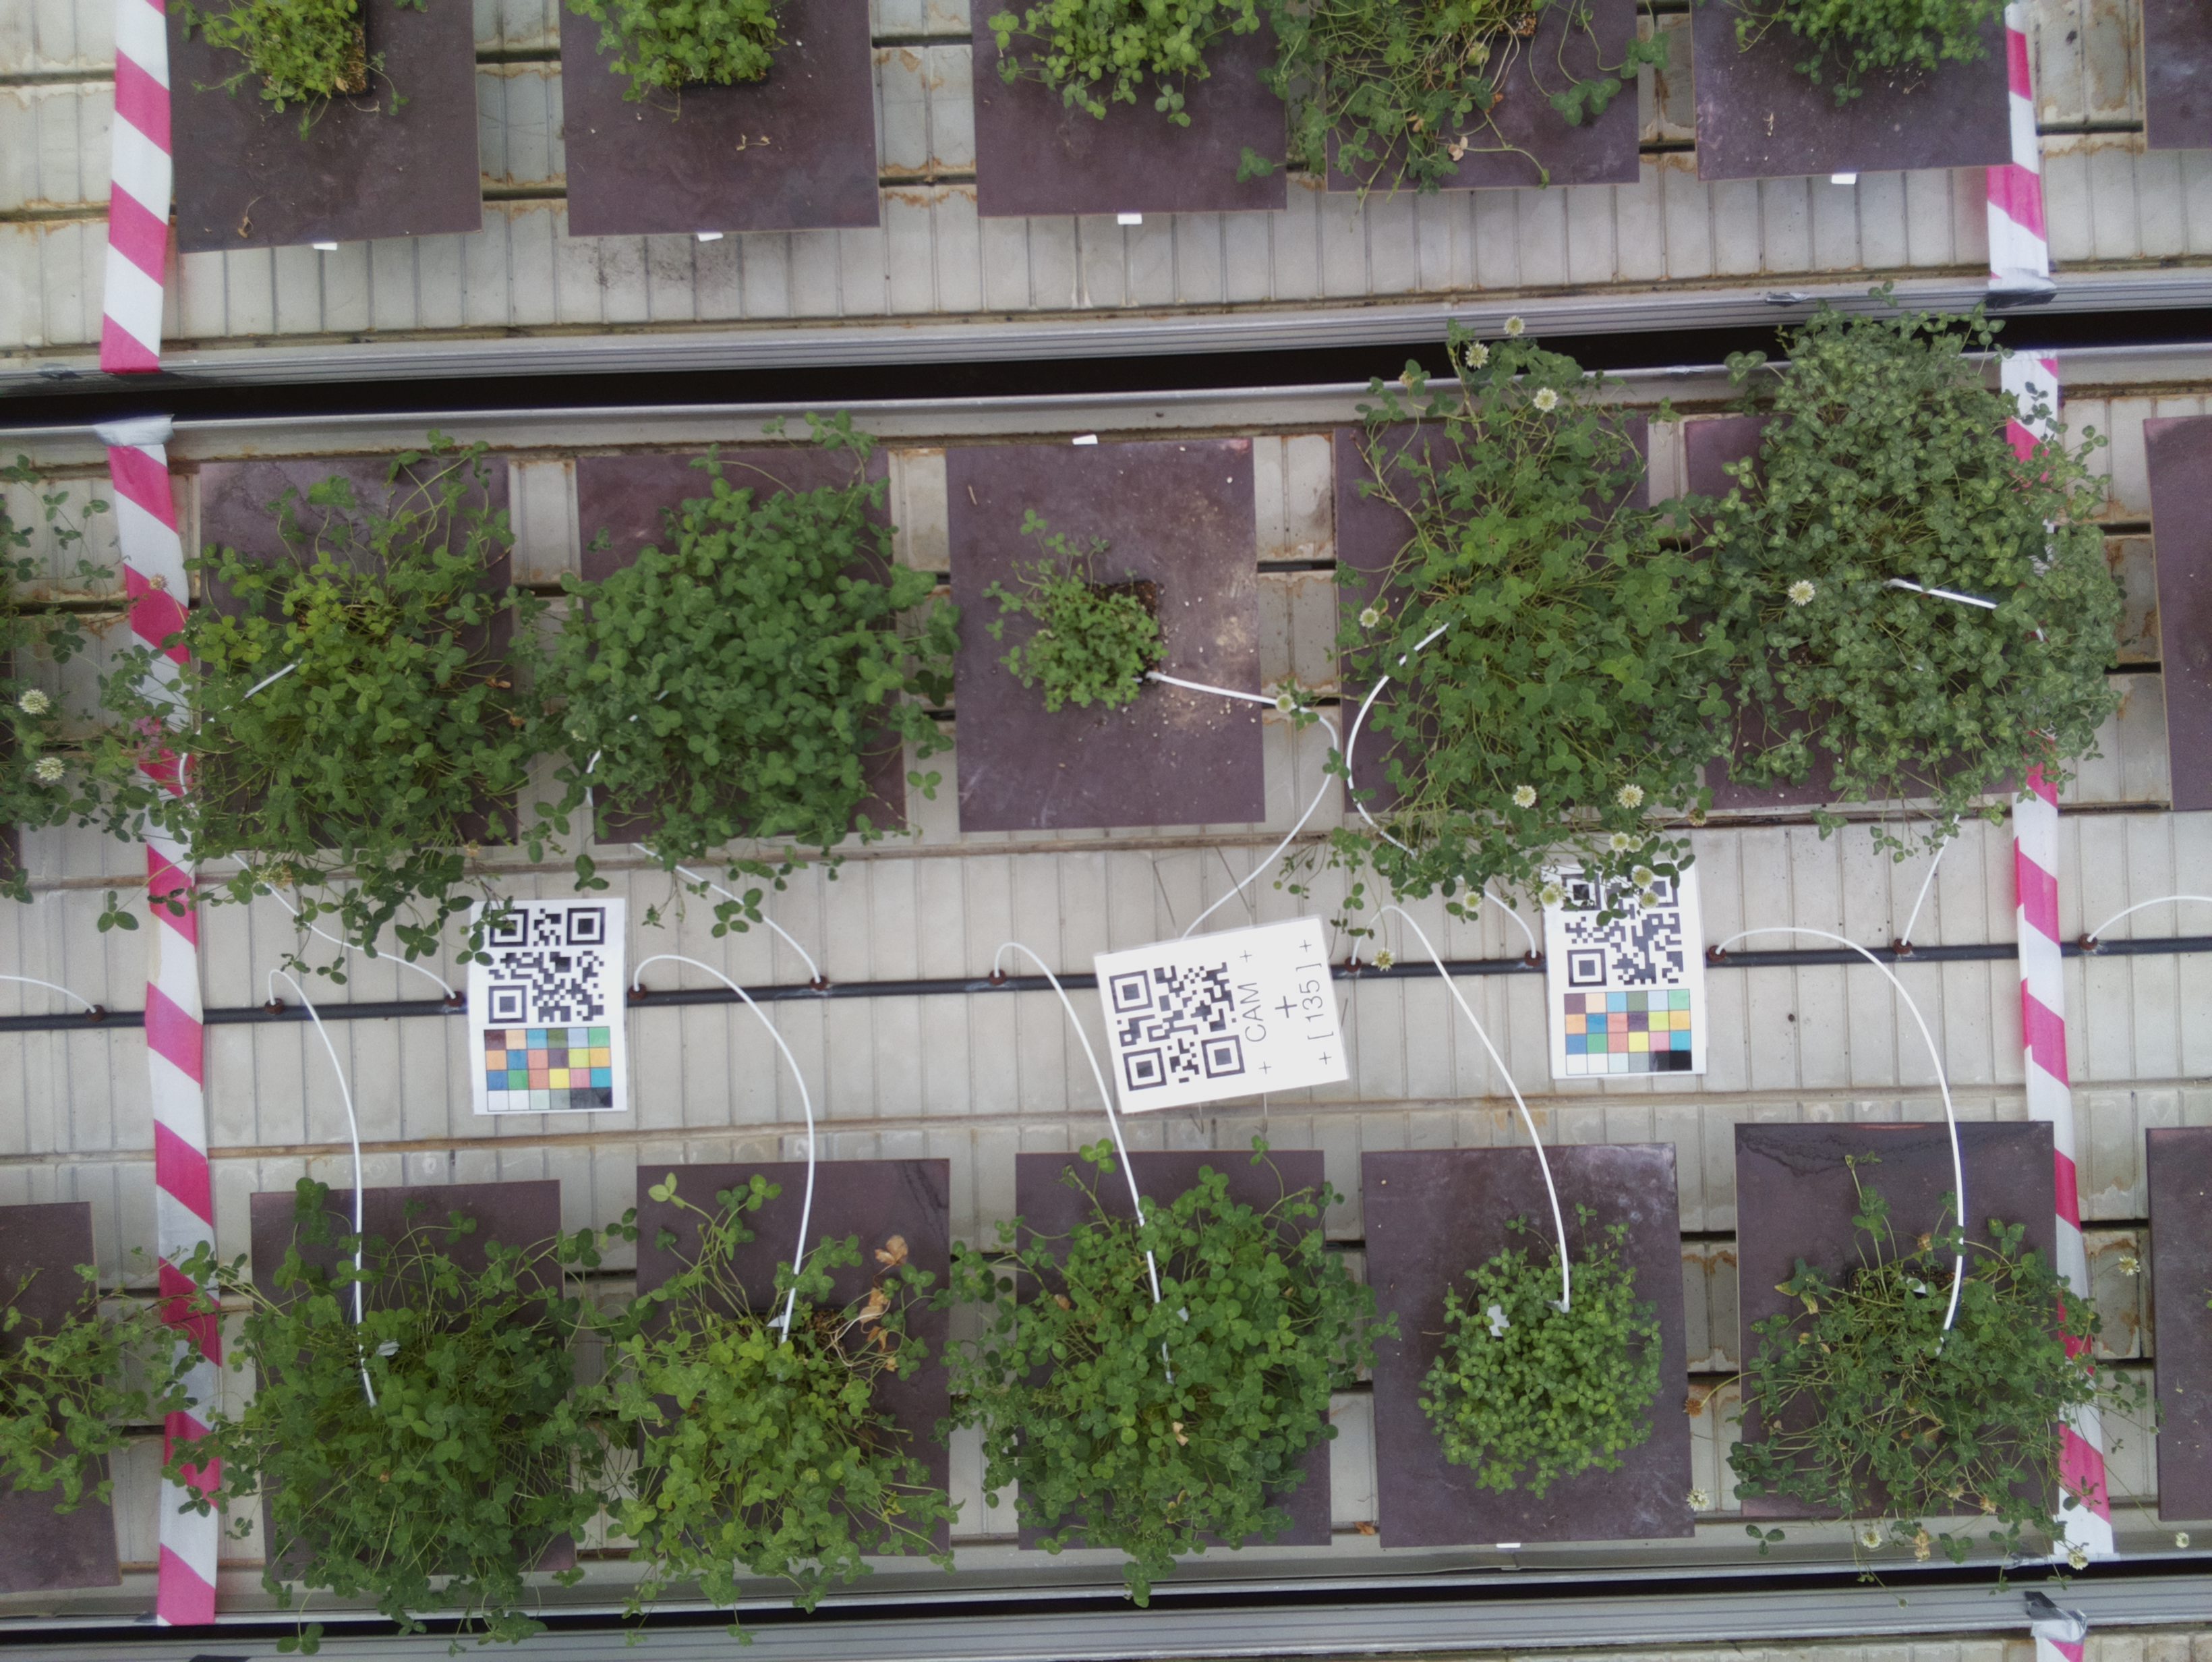 + CAM +
+
+ [ 135 ] +